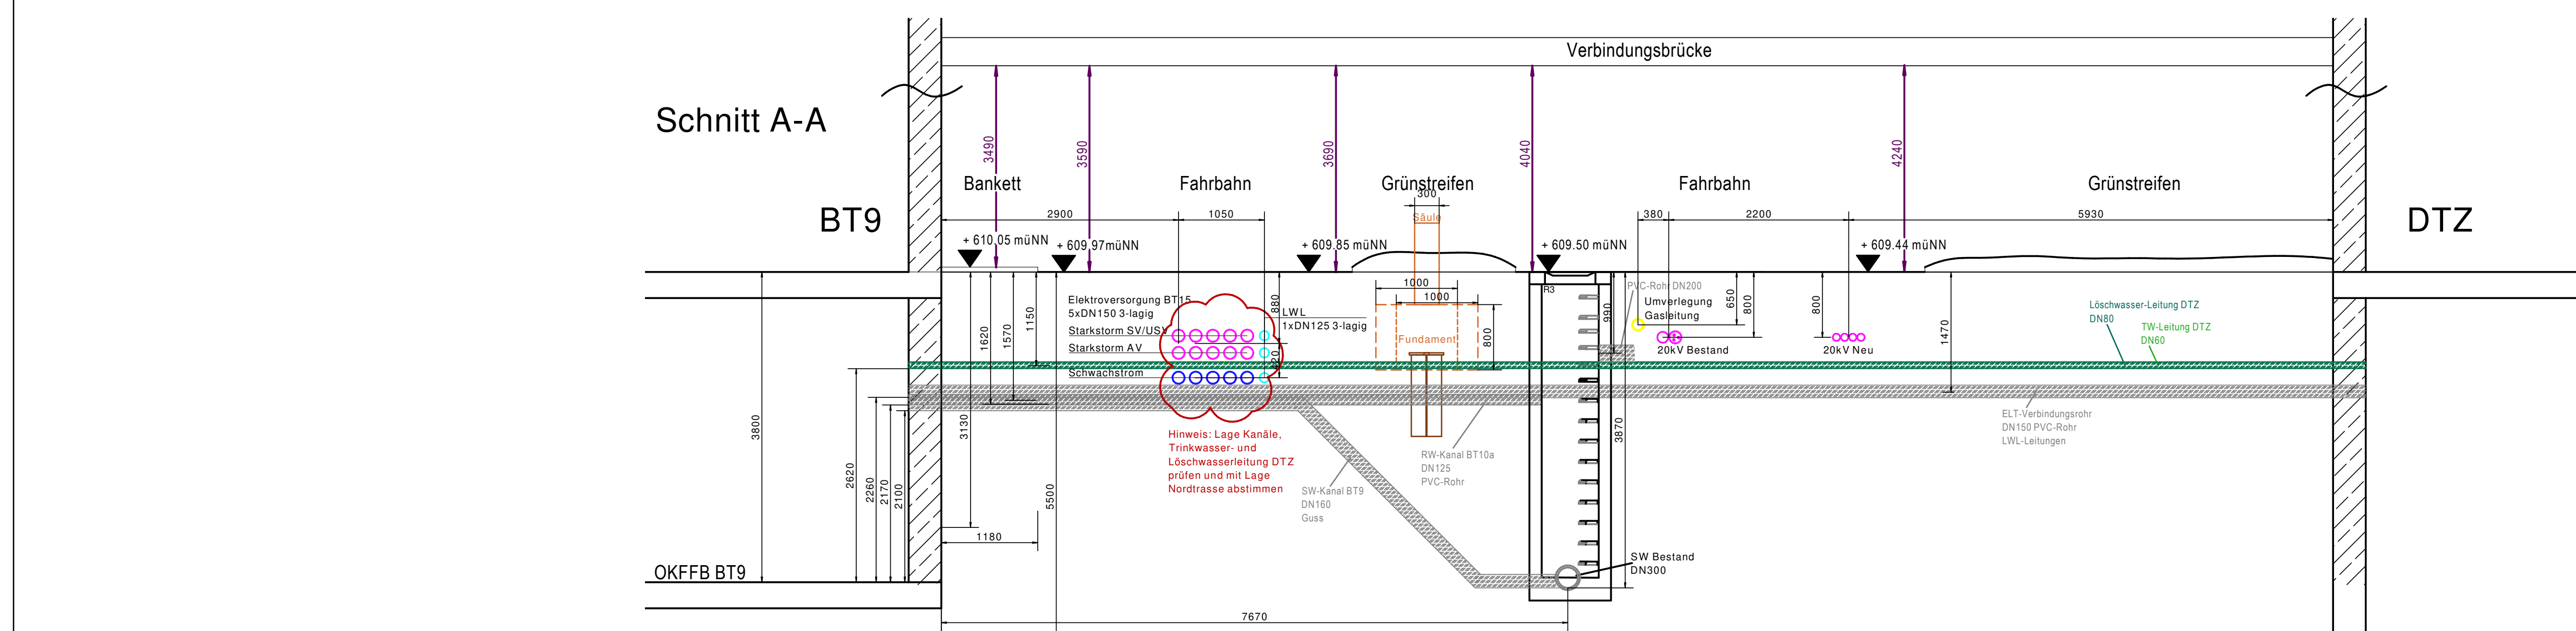 Verbindungsbrücke
Schnitt A-A
3490
3590
3690
4040
4240
Bankett
Fahrbahn
Grünstreifen
Fahrbahn
Grünstreifen
300
BT9
2900
1050
Säule
380
2200
5930
DTZ
+ 610.05 müNN
+ 609.97müNN
+ 609.85 müNN
+ 609.50 müNN
+ 609.44 müNN
R3
PVC-Rohr DN200
1000
1000
Elektroversorgung BT15
5xDN150 3-lagig
Starkstorm SV/USV
Starkstorm AV
Schwachstrom
LWL
1xDN125 3-lagig
880
420
1150
1570
1620
Fundament
800
990
Umverlegung
Gasleitung
650
800
20kV Bestand
800
20kV Neu
1470
Löschwasser-Leitung DTZ
DN80
TW-Leitung DTZ
DN60
3800
2620
2260
2170
2100
3130
5500
3870
Hinweis: Lage Kanäle,
Trinkwasser- und
Löschwasserleitung DTZ
prüfen und mit Lage
Nordtrasse abstimmen
SW-Kanal BT9
DN160
Guss
RW-Kanal BT10a
DN125
PVC-Rohr
ELT-Verbindungsrohr
DN150 PVC-Rohr
LWL-Leitungen
1180
OKFFB BT9
SW Bestand
DN300
7670